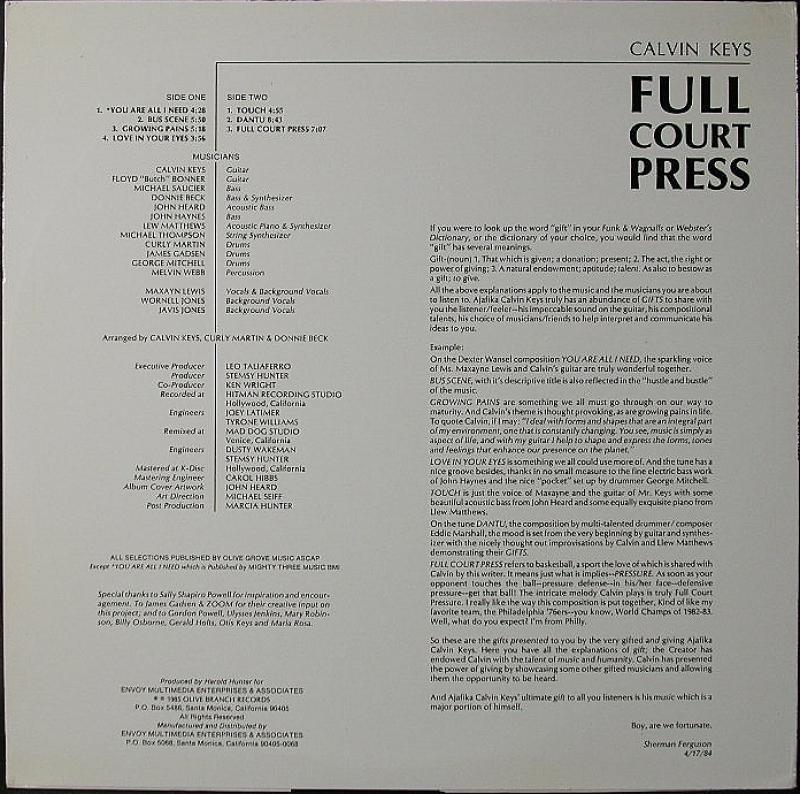 CALVIN KEYS
FULL
COURT
PRESS
SIDE ONE
1. *YOU ARE ALL I NEED 4:28
2. BUS SCENE 5:30
3. GROWING PAINS 5:18
4. LOVE IN YOUR EYES 3:56
SIDE TWO
1. TOUCH 4:55
2. DANTU 8:43
3. FULL COURT PRESS 7:07
MUSICIANS
CALVIN KEYS Guitar
FLOYD "Butch" BONNER Guitar
MICHAEL SAUCIER Bass
DONNIE BECK Bass & Synthesizer
JOHN HEARD Acoustic Bass
JOHN HAYNES Bass
LEW MATTHEWS Acoustic Piano & Synthesizer
MICHAEL THOMPSON String Synthesizer
CURLY MARTIN Drums
JAMES GADSEN Drums
GEORGE MITCHELL Drums
MELVIN WEBB Percussion
MAXAYN LEWIS Vocals & Background Vocals
WORNELL JONES Background Vocals
JAVIS JONES Background Vocals
Arranged by CALVIN KEYS, CURLY MARTIN & DONNIE BECK
Executive Producer LEO TALIAFERRO
Producer STEMSY HUNTER
Co-Producer KEN WRIGHT
Recorded at HITMAN RECORDING STUDIO
Hollywood, California
Engineers JOEY LATIMER
TYRONE WILLIAMS
Remixed at MAD DOG STUDIO
Venice, California
Engineers DUSTY WAKEMAN
STEMSY HUNTER
Mastered at K-Disc Hollywood, California
Mastering Engineer CAROL HIBBS
Album Cover Artwork JOHN HEARD
Art Direction MICHAEL SEIFF
Post Production MARCIA HUNTER
ALL SELECTIONS PUBLISHED BY OLIVE GROVE MUSIC ASCAP
Except *YOU ARE ALL I NEED which is Published by MIGHTY THREE MUSIC BMI
Special thanks to Sally Shapiro Powell for inspiration and encour-
agement. To James Gadsen & ZOOM for their creative input on
this project; and to Gordon Powell, Ulysses Jenkins, Mary Robin-
son, Billy Osborne, Gerald Holts, Otis Keys and Maria Rosa.
Produced by Harold Hunter for
ENVOY MULTIMEDIA ENTERPRISES & ASSOCIATES
1985 OLIVE BRANCH RECORDS
P.O. Box 5486, Santa Monica, California 90405
All Rights Reserved
Manufactured and Distributed by
ENVOY MULTIMEDIA ENTERPRISES & ASSOCIATES
P.O. Box 5068, Santa Monica, California 90405-0068
If you were to look up the word "gift" in your Funk & Wagnalls or Webster's
Dictionary, or the dictionary of your choice, you would find that the word
"gift" has several meanings.
Gift-(noun) 1. That which is given; a donation; present; 2. The act, the right or
power of giving; 3. A natural endowment; aptitude; talent. As also to bestow as
a gift; to give.
All the above explanations apply to the music and the musicians you are about
to listen to. Ajafika Calvin Keys truly has an abundance of GIFTS to share with
you the listener/feeler—his impeccable sound on the guitar, his compositional
talents, his choice of musicians/friends to help interpret and communicate his
ideas to you.
Example:
On the Dexter Wansel composition YOU ARE ALL I NEED, the sparkling voice
of Ms. Maxayne Lewis and Calvin's guitar are truly wonderful together.
BUS SCENE, with it's descriptive title is also reflected in the "hustle and bustle"
of the music.
GROWING PAINS are something we all must go through on our way to
maturity. And Calvin's theme is thought provoking, as are growing pains in life.
To quote Calvin, if I may: "I deal with forms and shapes that are an integral part
of my environment, one that is constantly changing. You see, music is simply as
aspect of life, and with my guitar I help to shape and express the forms, tones
and feelings that enhance our presence on the planet."
LOVE IN YOUR EYES is something we all could use more of. And the tune has a
nice groove besides, thanks in no small measure to the fine electric bass work
of John Haynes and the nice "pocket" set up by drummer George Mitchell.
TOUCH is just the voice of Maxayne and the guitar of Mr. Keys with some
beautiful acoustic bass from John Heard and some equally exquisite piano from
Llew Matthews.
On the tune DANTU, the composition by multi-talented drummer/ composer
Eddie Marshall, the mood is set from the very beginning by guitar and synthes-
izer with the nicely thought out improvisations by Calvin and Llew Matthews
demonstrating their GIFTS.
FULL COURT PRESS refers to basketball, a sport the love of which is shared with
Calvin by this writer. It means just what is implies--PRESSURE. As soon as your
opponent touches the ball--pressure defense--in his/her face--defensive
pressure--get that ball! The intricate melody Calvin plays is truly Full Court
Pressure. I really like the way this composition is put together, Kind of like my
favorite team, the Philadelphia '76ers--you know, World Champs of 1982-83.
Well, what do you expect? I'm from Philly.
So these are the gifts presented to you by the very gifted and giving Ajafika
Calvin Keys. Here you have all the explanations of gift; the Creator has
endowed Calvin with the talent of music and humanity. Calvin has presented
the power of giving by showcasing some other gifted musicians and allowing
them the opportunity to be heard.
And Ajafika Calvin Keys' ultimate gift to all you listeners is his music which is a
major portion of himself.
Boy, are we fortunate.
Sherman Ferguson
4/17/84